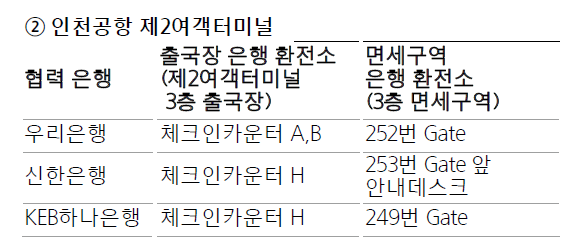 ② 인천공항 제2여객터미널
협력 은행
출국장 은행 환전소
(제2여객터미널
3층 출국장)
면세구역
은행 환전소
(3층 면세구역)
우리은행 체크인카운터 A,B 252번 Gate
신한은행 체크인카운터 H 253번 Gate 앞
안내데스크
KEB하나은행 체크인카운터 H 249번 Gate